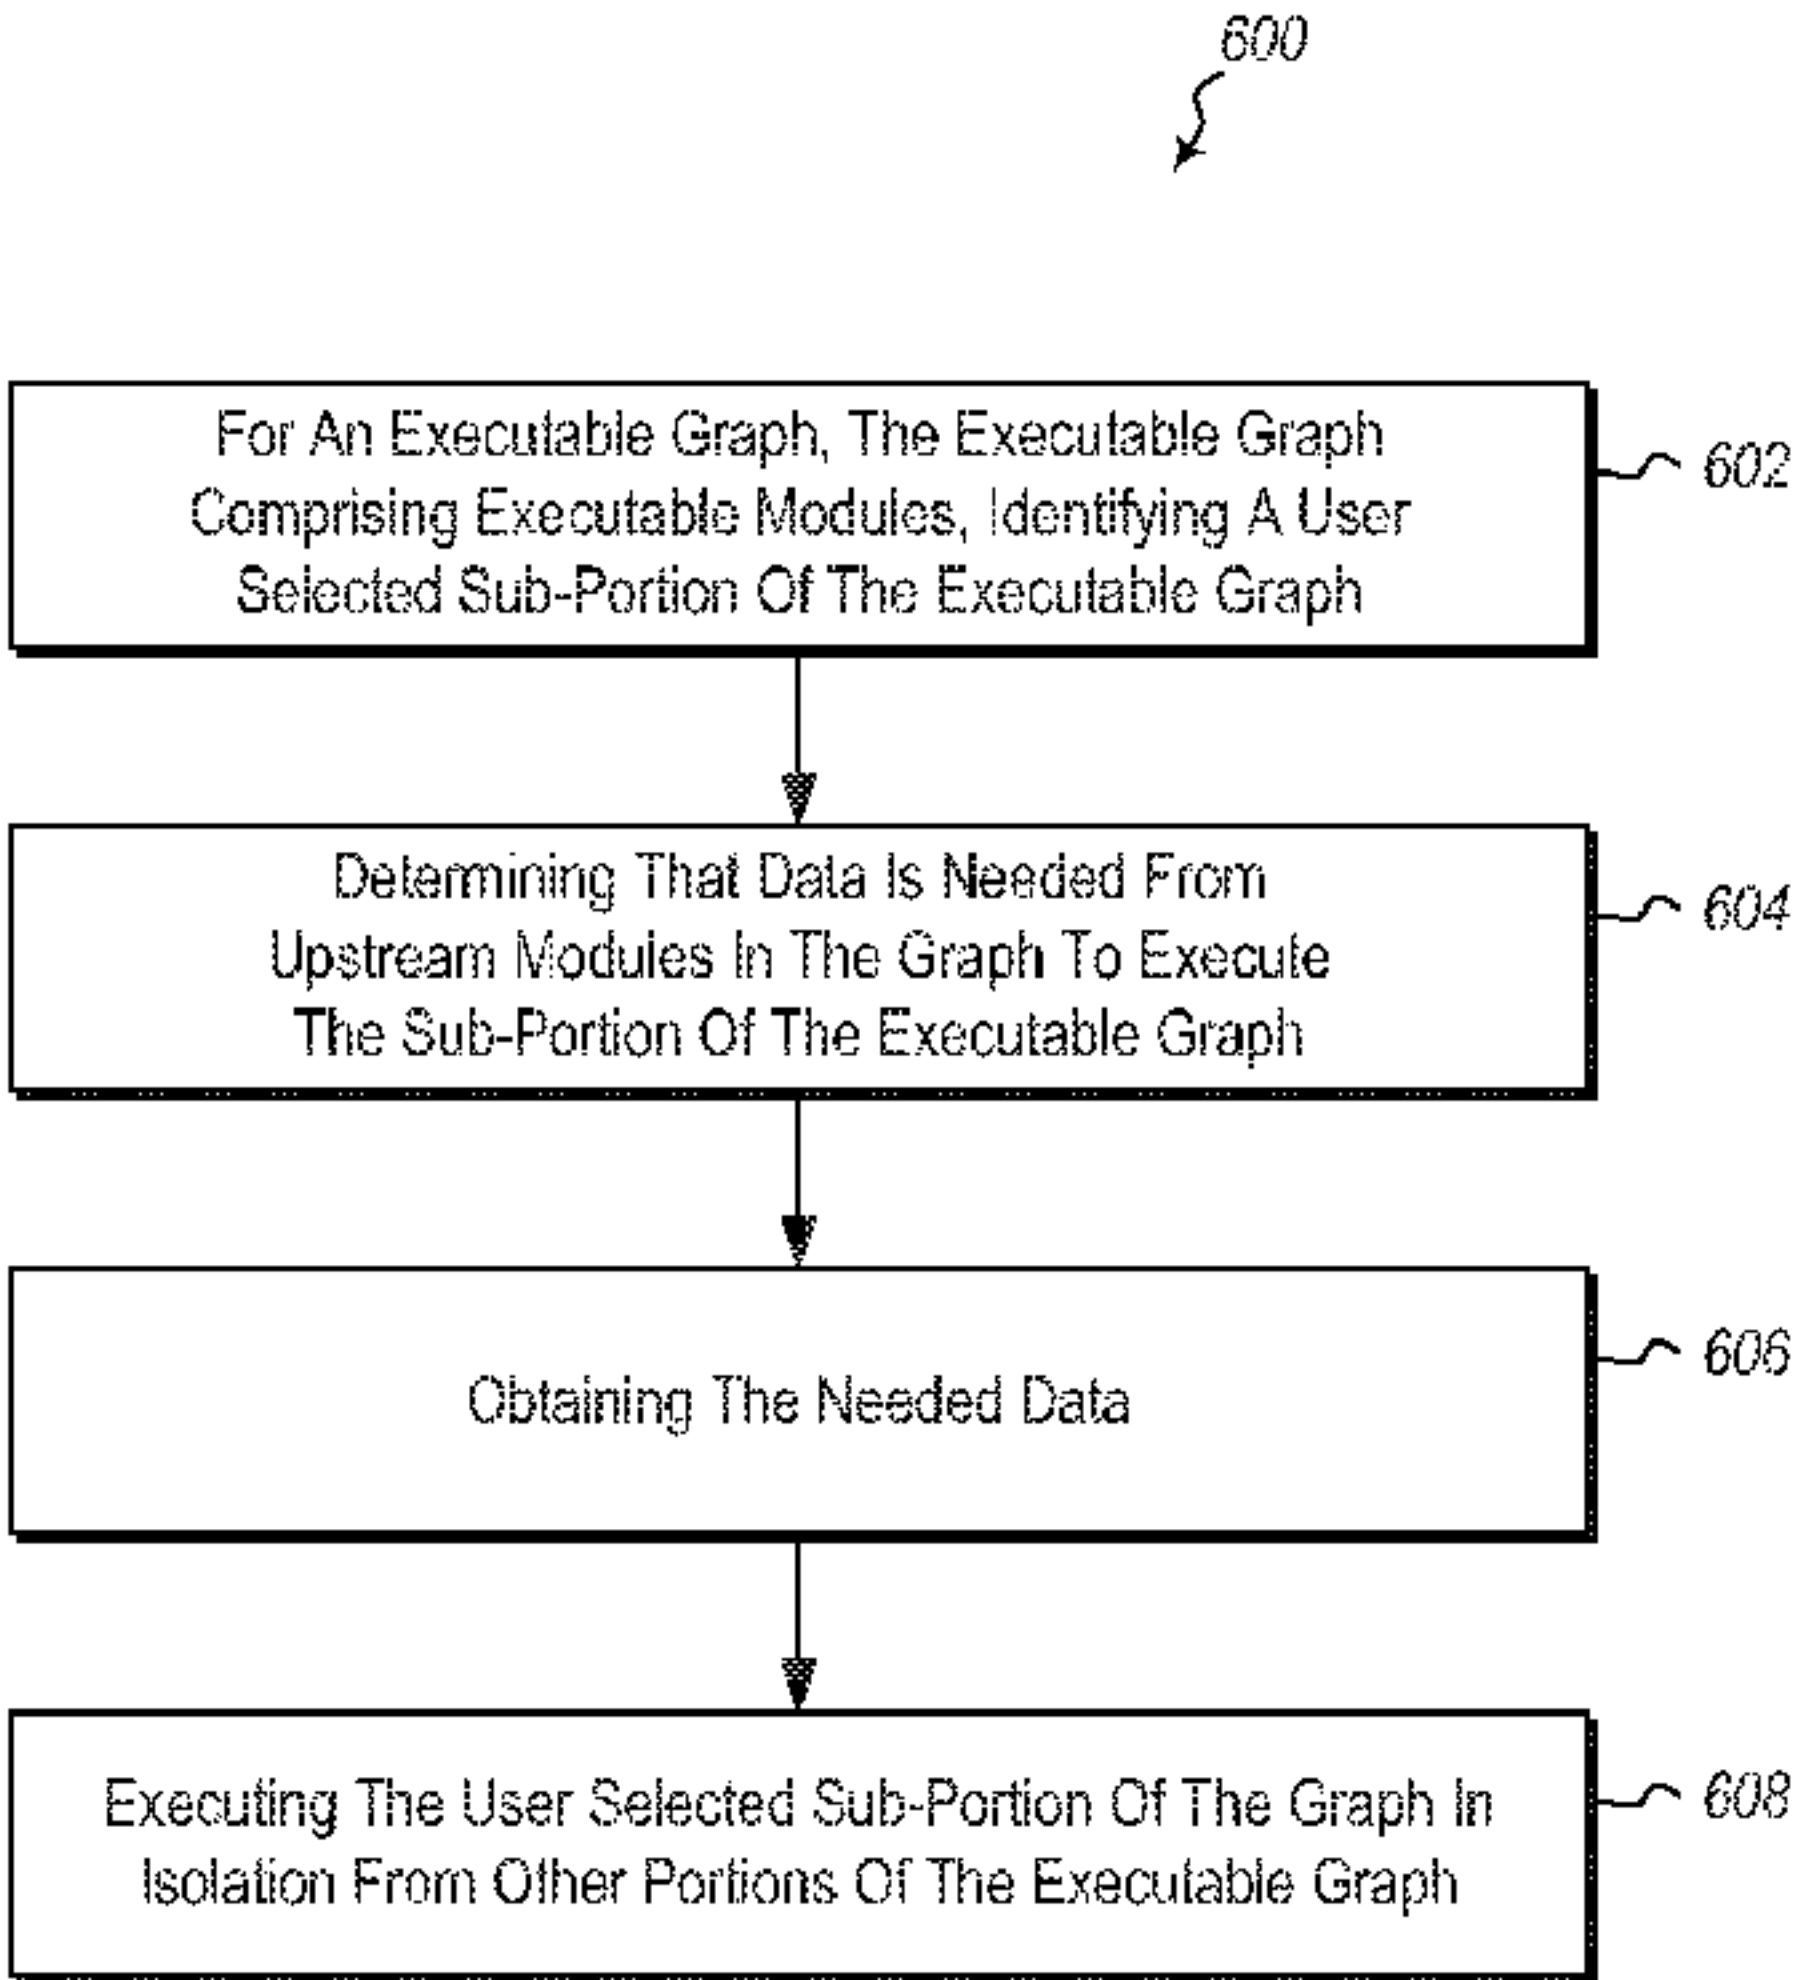 600
For An Executable Graph, The Executable Graph
Comprising Executable Modules, Identifying A User
Selected Sub-Portion Of The Executable Graph
602
Determining That Data Is Needed From
Upstream Modules In The Graph To Execute
The Sub-Portion Of The Executable Graph
604
Obtaining The Needed Data
606
Executing The User Selected Sub-Portion Of The Graph In
Isolation From Other Portions Of The Executable Graph
608